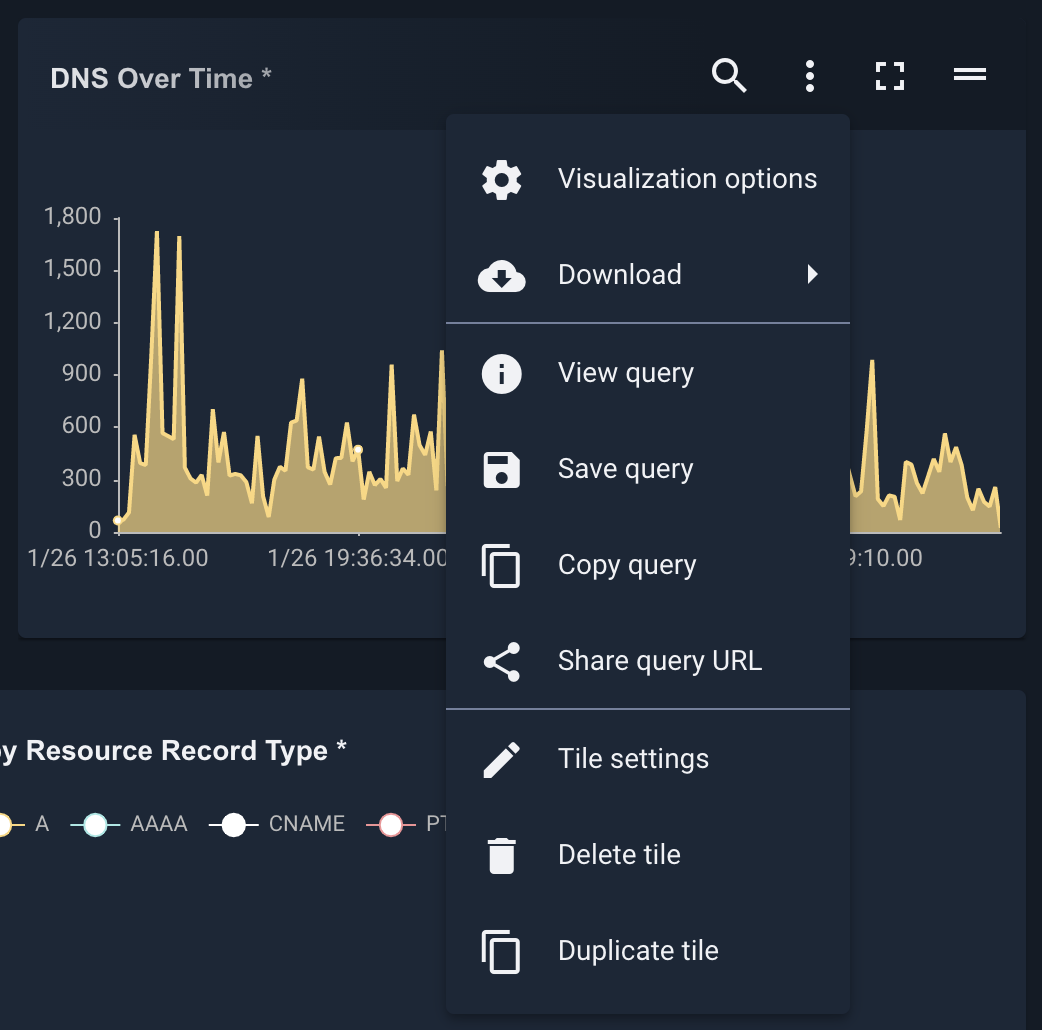 DNS Over Time *
Visualization options
Download
View query
Save query
Copy query
Share query URL
Tile settings
Delete tile
Duplicate tile
1,800
1,500
1,200
900
600
300
0
1/26 13:05:16.00
1/26 19:36:34.00
9:10.00
by Resource Record Type *
A
AAAA
CNAME